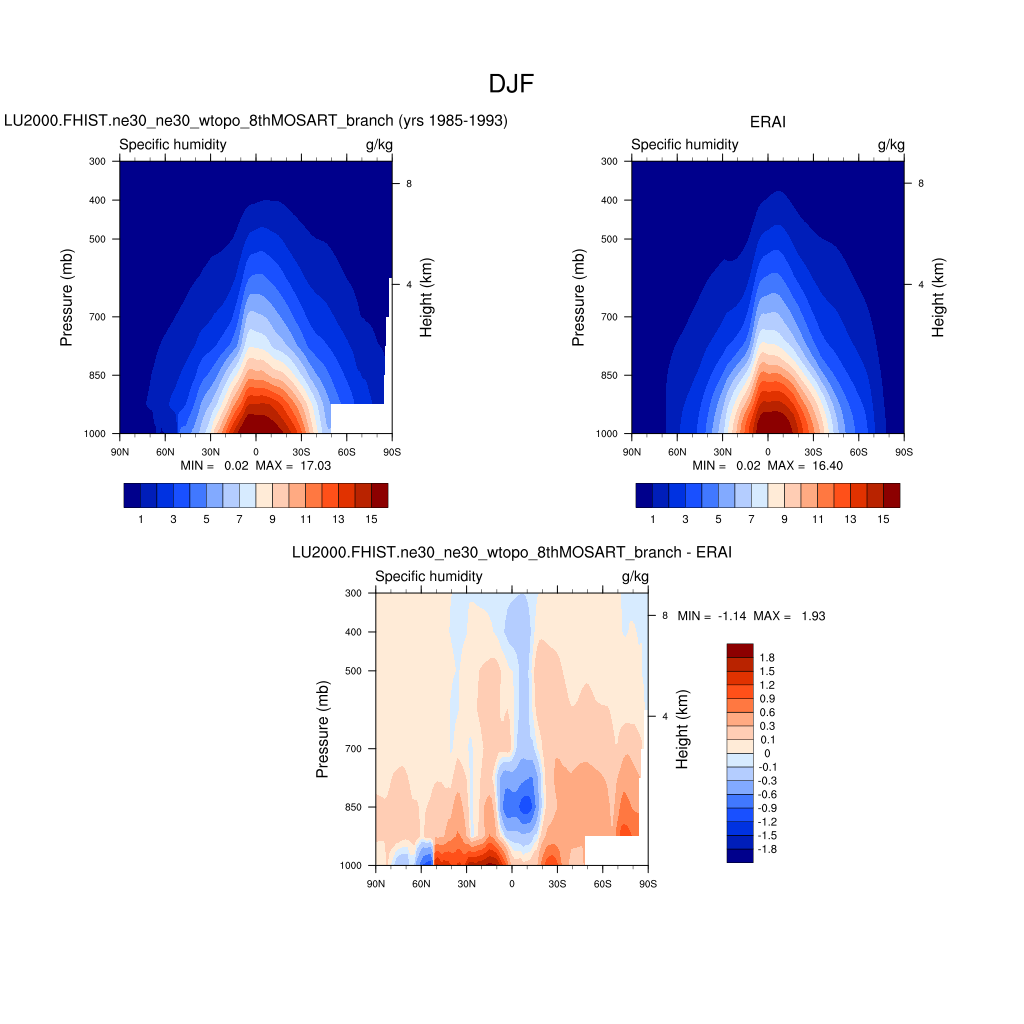 DJF
LU2000.FHIST.ne30_ne30_wtopo_8thMOSART_branch (yrs 1985-1993)
Specific humidity g/kg
300
400
500
700
850
1000
Pressure (mb)
8
4
Height (km)
90N 60N 30N 0 30S 60S 90S
MIN = 0.02 MAX = 17.03
1 3 5 7 9 11 13 15
ERAI
Specific humidity g/kg
300
400
500
700
850
1000
Pressure (mb)
8
4
Height (km)
90N 60N 30N 0 30S 60S 90S
MIN = 0.02 MAX = 16.40
1 3 5 7 9 11 13 15
LU2000.FHIST.ne30_ne30_wtopo_8thMOSART_branch - ERAI
Specific humidity g/kg
300
400
500
700
850
1000
Pressure (mb)
8
4
Height (km)
90N 60N 30N 0 30S 60S 90S
MIN = -1.14 MAX = 1.93
1.8
1.5
1.2
0.9
0.6
0.3
0.1
0
-0.1
-0.3
-0.6
-0.9
-1.2
-1.5
-1.8